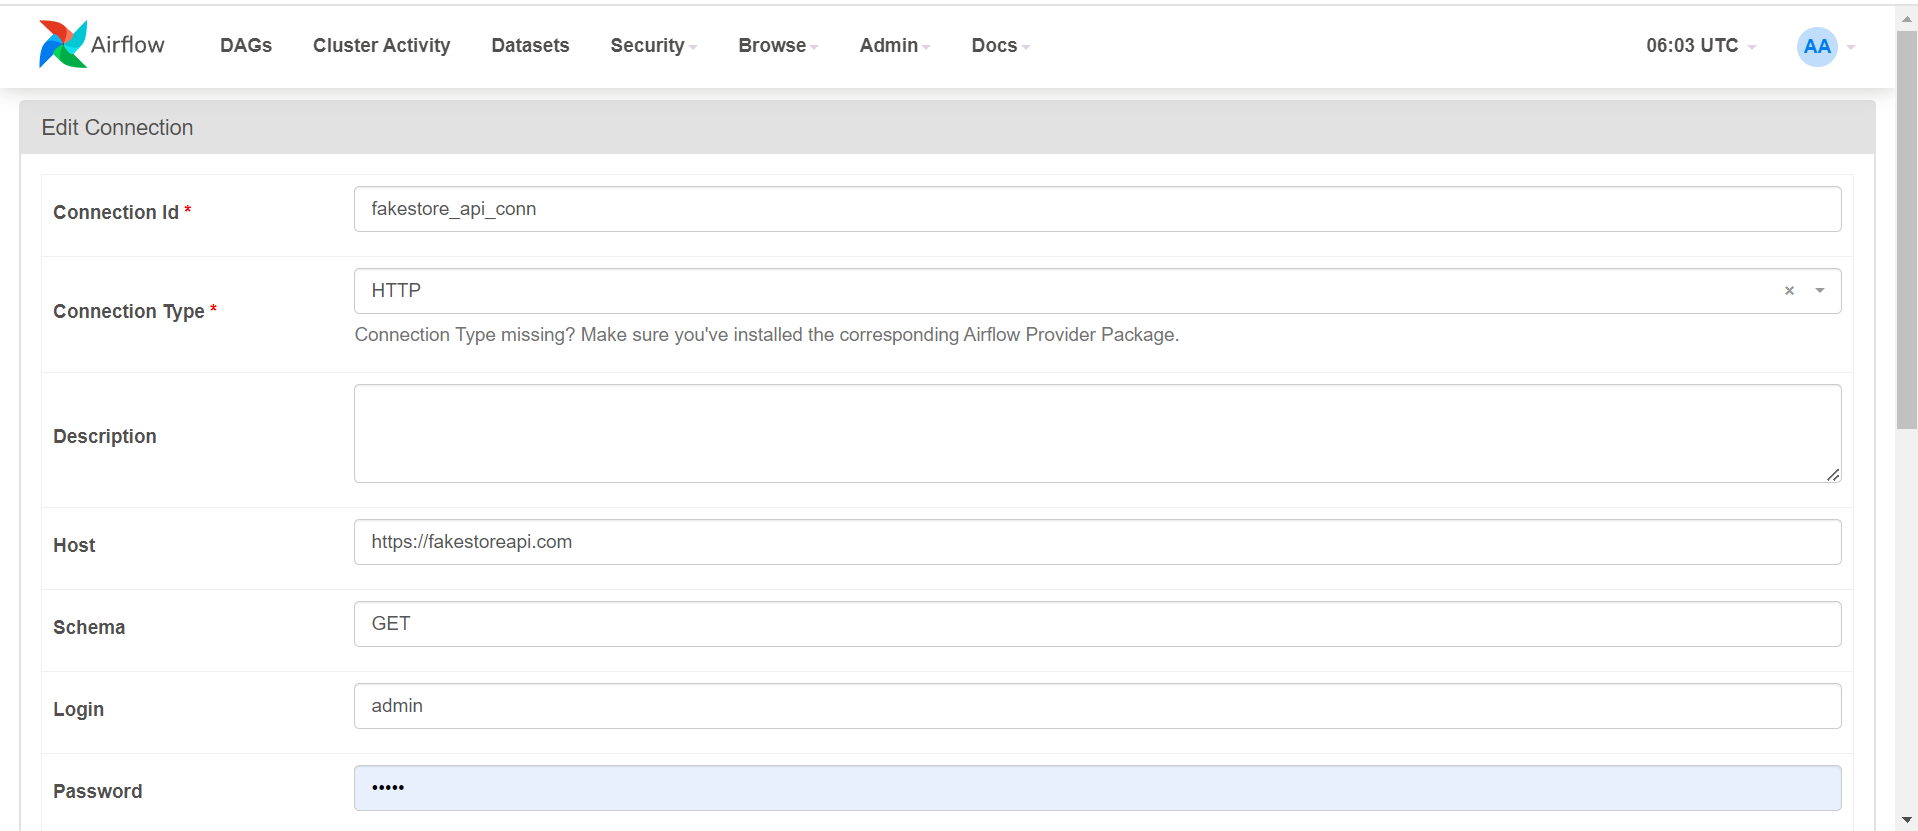 Airflow DAGs Cluster Activity Datasets Security Browse Admin Docs 06:03 UTC AA
Edit Connection
Connection Id * fakestore_api_conn
Connection Type * HTTP ×
Connection Type missing? Make sure you've installed the corresponding Airflow Provider Package.
Description
Host https://fakestoreapi.com
Schema GET
Login admin
Password •••••